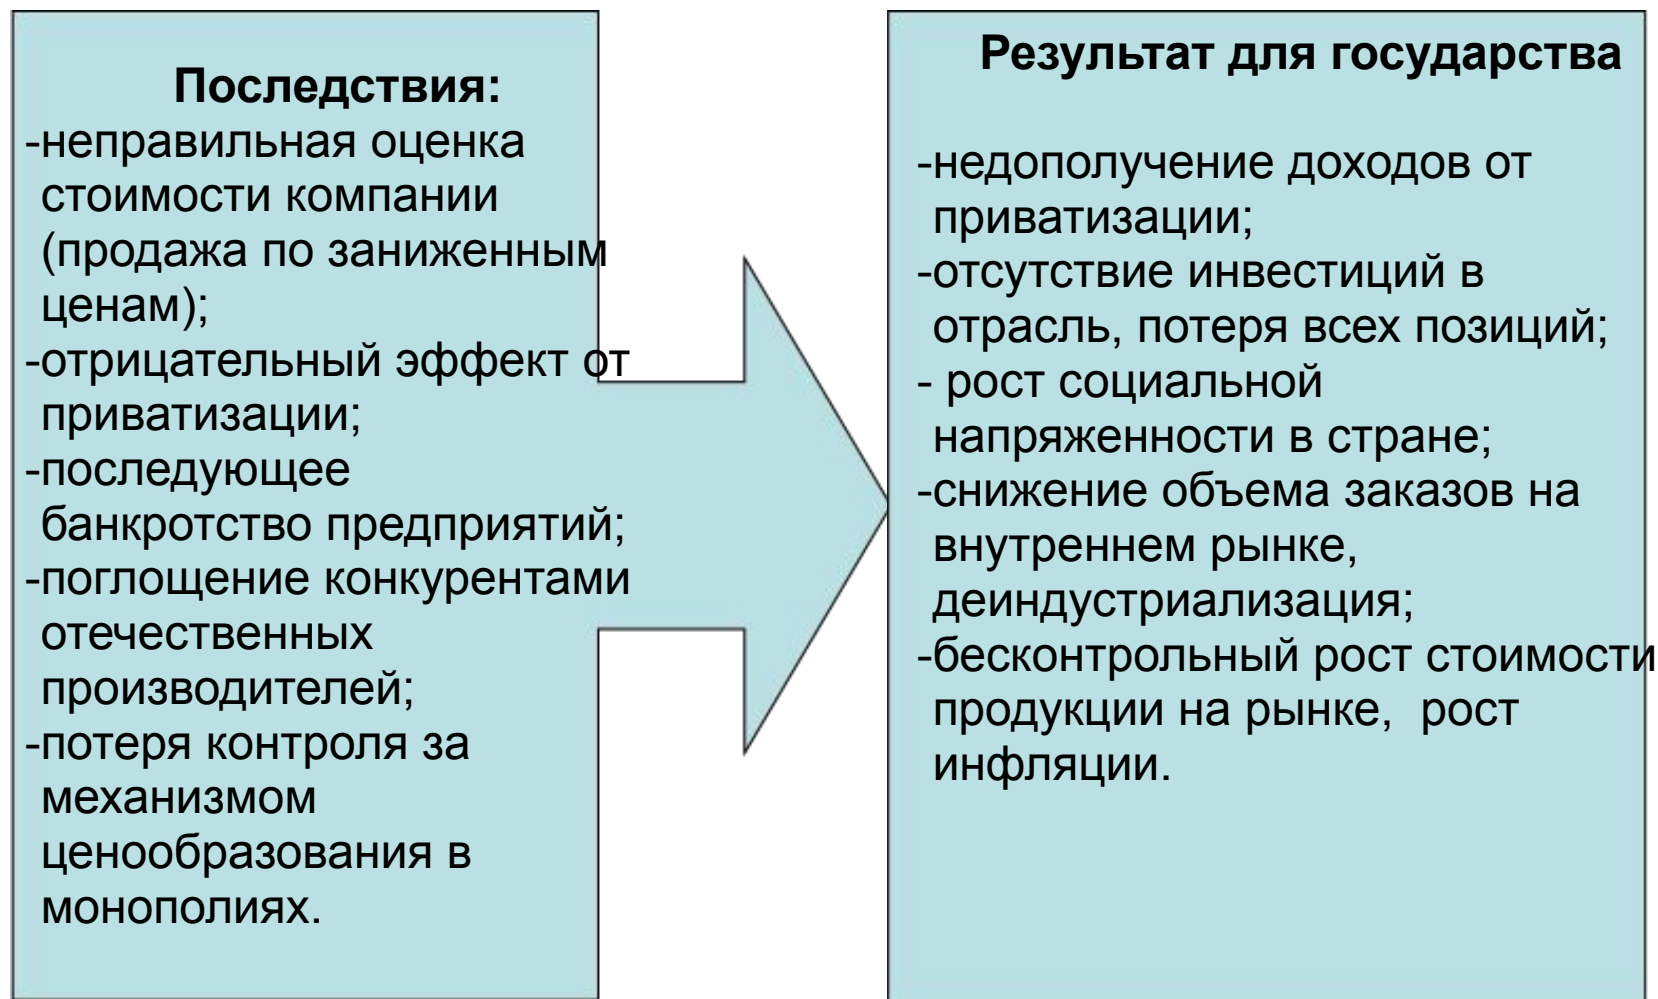 Последствия:
-неправильная оценка
стоимости компании
(продажа по заниженным
ценам);
-отрицательный эффект от
приватизации;
-последующее
банкротство предприятий;
-поглощение конкурентами
отечественных
производителей;
-потеря контроля за
механизмом
ценообразования в
монополиях.
Результат для государства
-недополучение доходов от
приватизации;
-отсутствие инвестиций в
отрасль, потеря всех позиций;
- рост социальной
напряженности в стране;
-снижение объема заказов на
внутреннем рынке,
деиндустриализация;
-бесконтрольный рост стоимости
продукции на рынке,  рост
инфляции.